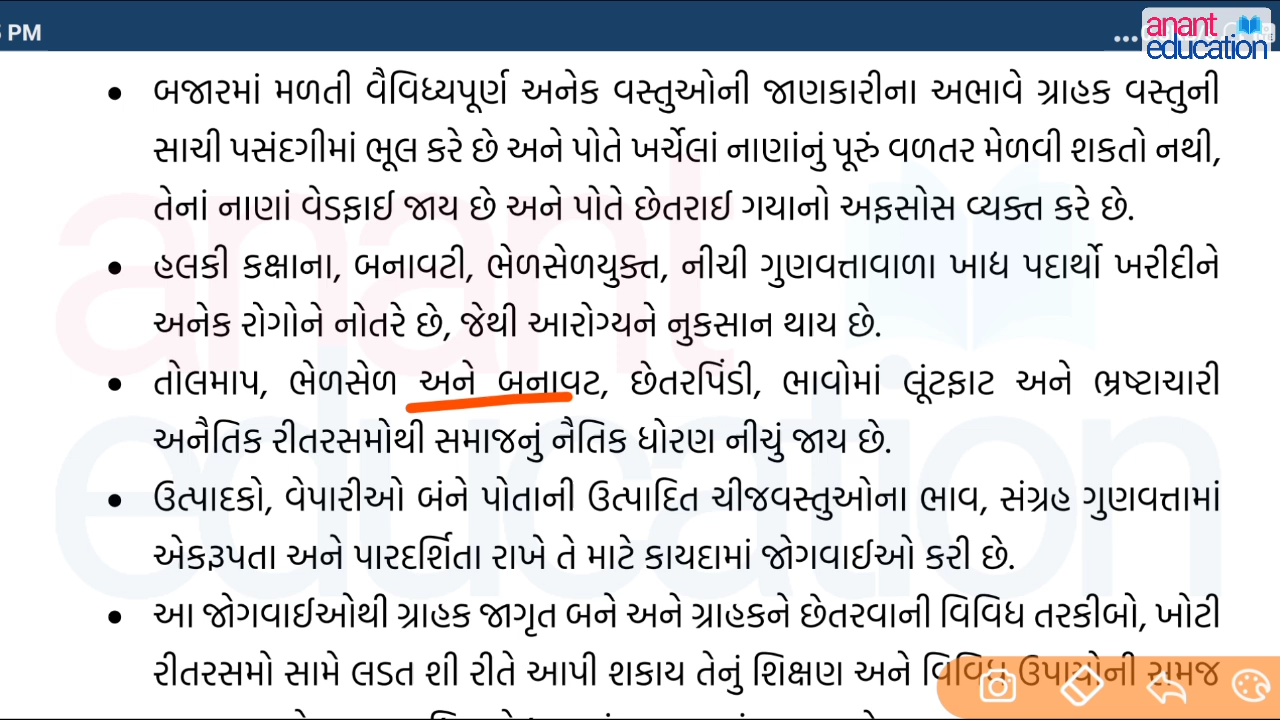 5 PM
anant
education
• બજારમાં મળતી વૈવિધ્યપૂર્ણ અનેક વસ્તુઓની જાણકારીના અભાવે ગ્રાહક વસ્તુની
સાચી પસંદગીમાં ભૂલ કરે છે અને પોતે ખર્ચેલાં નાણાંનું પૂરું વળતર મેળવી શકતો નથી,
તેનાં નાણાં વેડફાઈ જાય છે અને પોતે છેતરાઈ ગયાનો અફસોસ વ્યક્ત કરે છે.
• હલકી કક્ષાના, બનાવટી, ભેળસેળયુક્ત, નીચી ગુણવત્તાવાળા ખાદ્ય પદાર્થો ખરીદીને
અનેક રોગોને નોતરે છે, જેથી આરોગ્યને નુકસાન થાય છે.
• તોલમાપ, ભેળસેળ અને બનાવટ, છેતરપિંડી, ભાવોમાં લૂંટફાટ અને ભ્રષ્ટાચારી
અનૈતિક રીતરસમોથી સમાજનું નૈતિક ધોરણ નીચું જાય છે.
• ઉત્પાદકો, વેપારીઓ બંને પોતાની ઉત્પાદિત ચીજવસ્તુઓના ભાવ, સંગ્રહ ગુણવત્તામાં
એકરૂપતા અને પારદર્શિતા રાખે તે માટે કાયદામાં જોગવાઈઓ કરી છે.
• આ જોગવાઈઓથી ગ્રાહક જાગૃત બને અને ગ્રાહકને છેતરવાની વિવિધ તરકીબો, ખોટી
રીતરસમો સામે લડત શી રીતે આપી શકાય તેનું શિક્ષણ અને વિવિધ ઉપાયોની સમજ